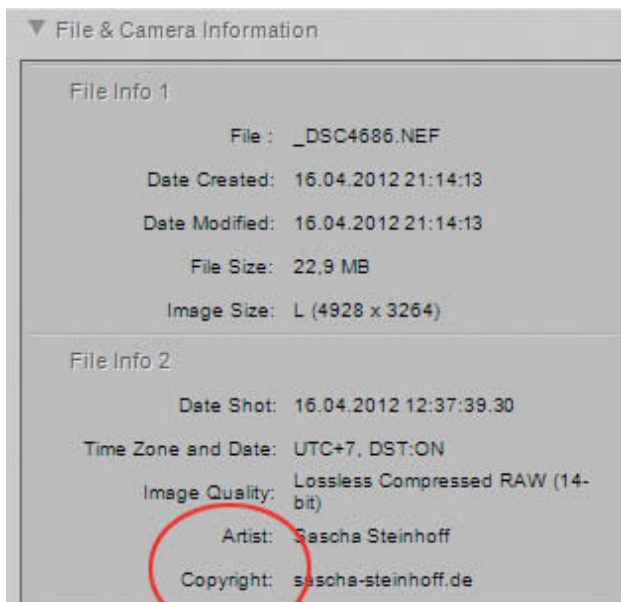 File & Camera Information
File Info 1
File : _DSC4686.NEF
Date Created: 16.04.2012 21:14:13
Date Modified: 16.04.2012 21:14:13
File Size: 22,9 MB
Image Size: L (4928 x 3264)
File Info 2
Date Shot: 16.04.2012 12:37:39.30
Time Zone and Date: UTC+7, DST:ON
Image Quality: Lossless Compressed RAW (14-
bit)
Artist: Sascha Steinhoff
Copyright: sascha-steinhoff.de